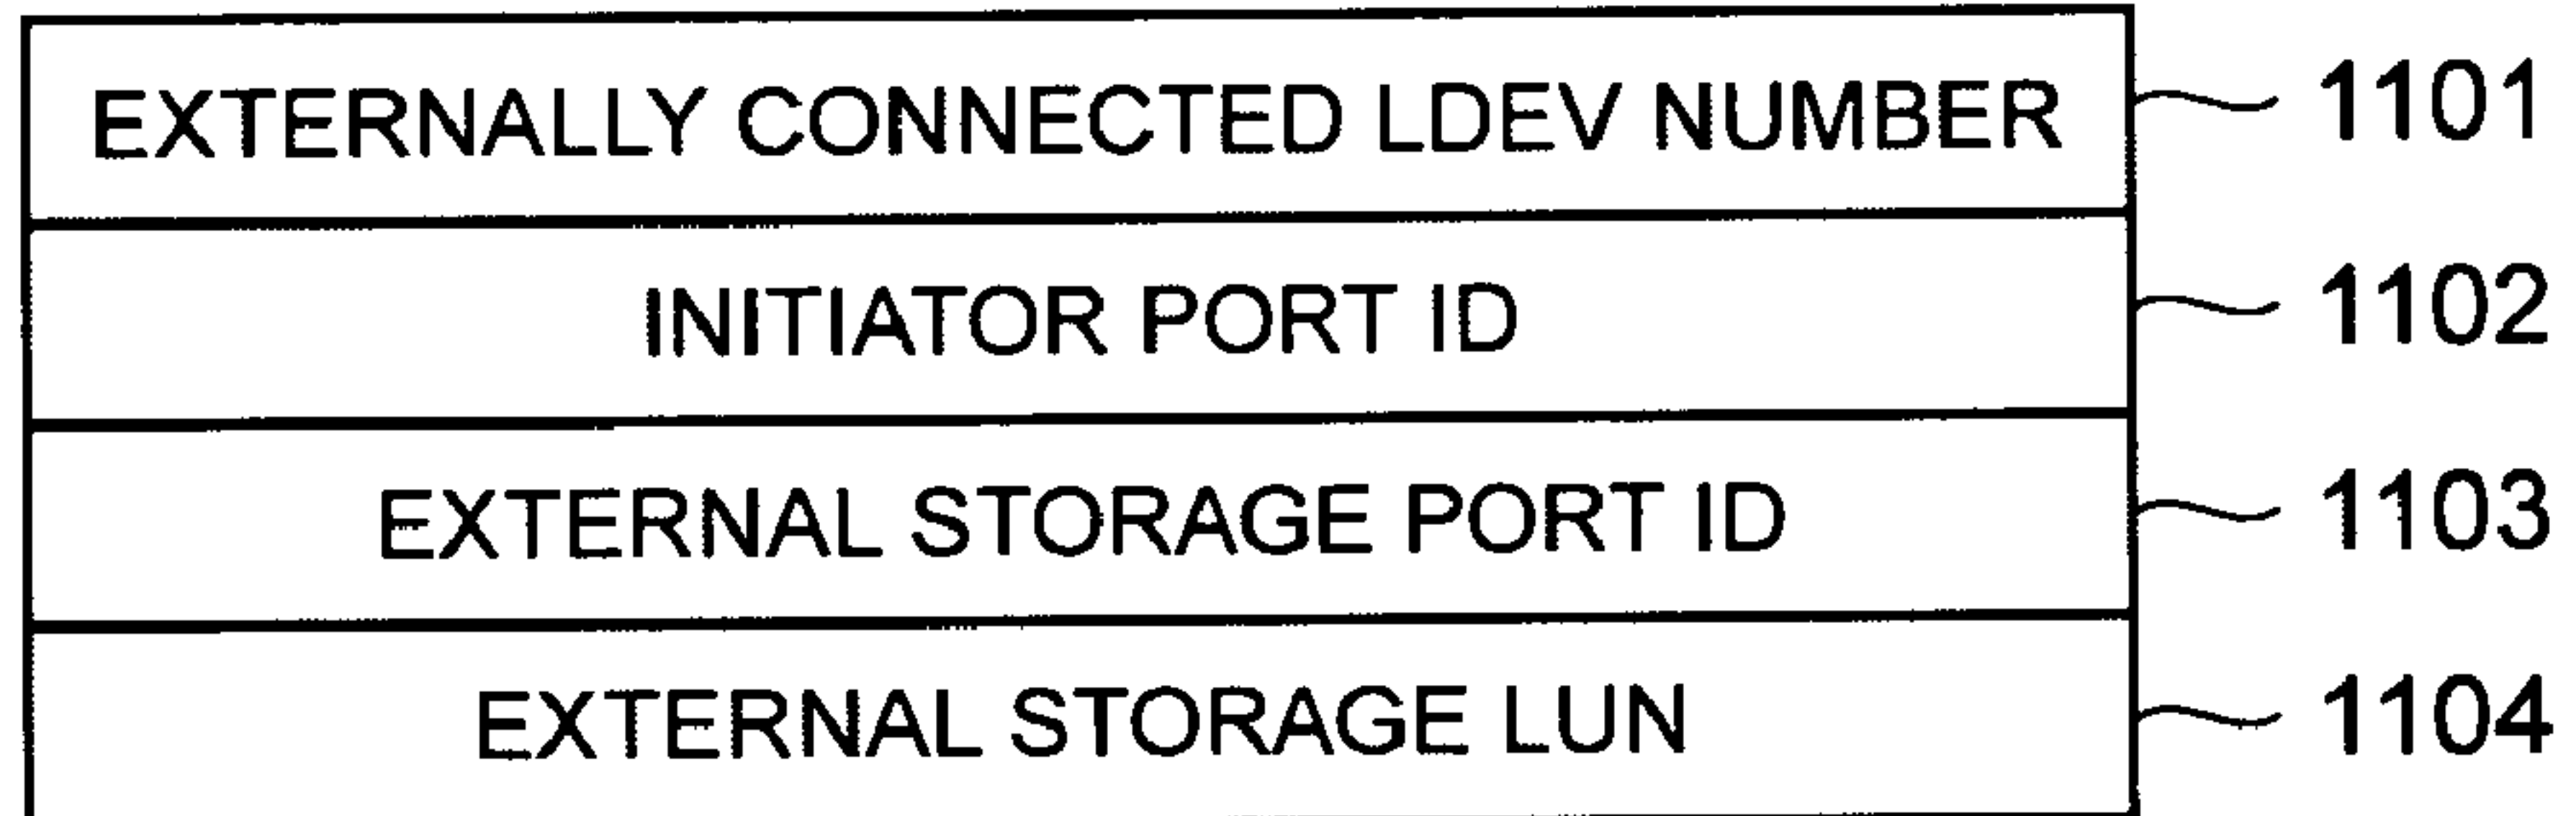 EXTERNALLY CONNECTED LDEV NUMBER 1101
INITIATOR PORT ID 1102
EXTERNAL STORAGE PORT ID 1103
EXTERNAL STORAGE LUN 1104